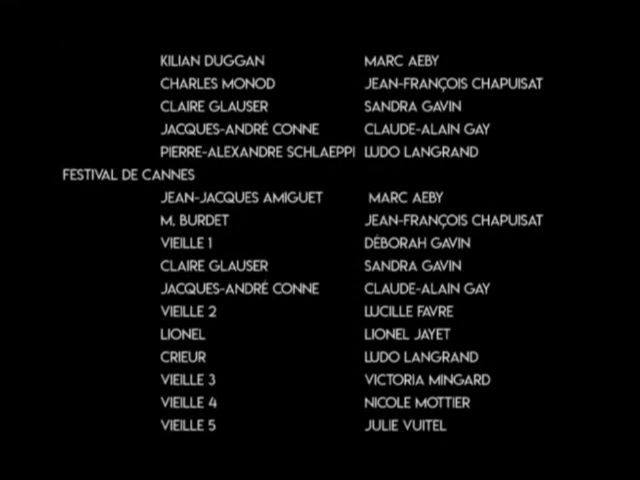 KILIAN DUGGAN MARC AEBY
CHARLES MONOD JEAN-FRANÇOIS CHAPUISAT
CLAIRE GLAUSER SANDRA GAVIN
JACQUES-ANDRÉ CONNE CLAUDE-ALAIN GAY
PIERRE-ALEXANDRE SCHLAEPPI LUDO LANGRAND
FESTIVAL DE CANNES
JEAN-JACQUES AMIGUET MARC AEBY
M. BURDET JEAN-FRANÇOIS CHAPUISAT
VIEILLE 1 DÉBORAH GAVIN
CLAIRE GLAUSER SANDRA GAVIN
JACQUES-ANDRÉ CONNE CLAUDE-ALAIN GAY
VIEILLE 2 LUCILLE FAVRE
LIONEL LIONEL JAYET
CRIEUR LUDO LANGRAND
VIEILLE 3 VICTORIA MINGARD
VIEILLE 4 NICOLE MOTTIER
VIEILLE 5 JULIE VUITEL